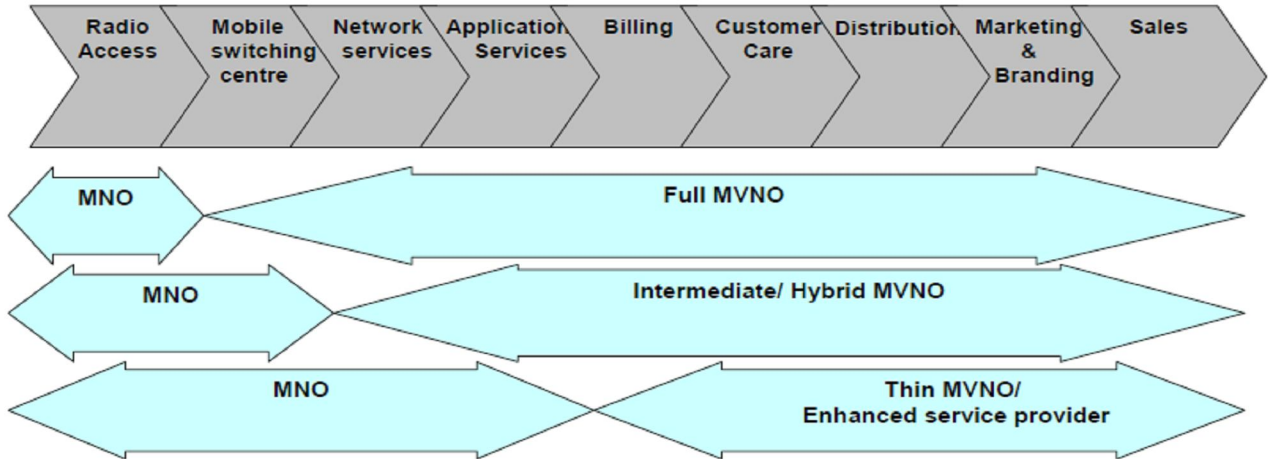 Radio
Access
Mobile
switching
centre
Network
services
Application
Services
Billing
Customer
Care
Distribution
Marketing
&
Branding
Sales
MNO
Full MVNO
MNO
Intermediate/ Hybrid MVNO
MNO
Thin MVNO/
Enhanced service provider